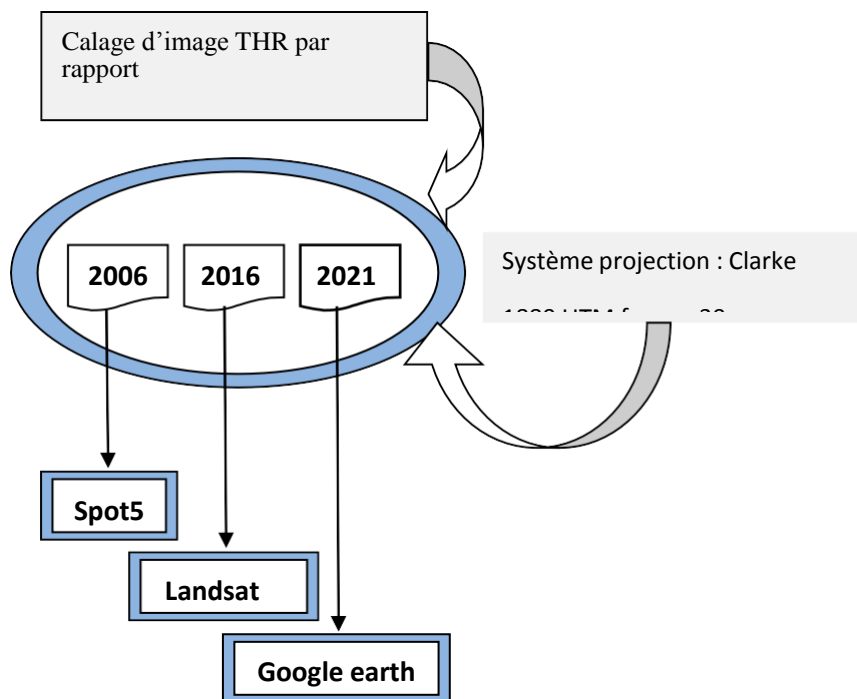 Calage d’image THR par
rapport
2006
2016
2021
Système projection : Clarke
Spot5
Landsat
Google earth